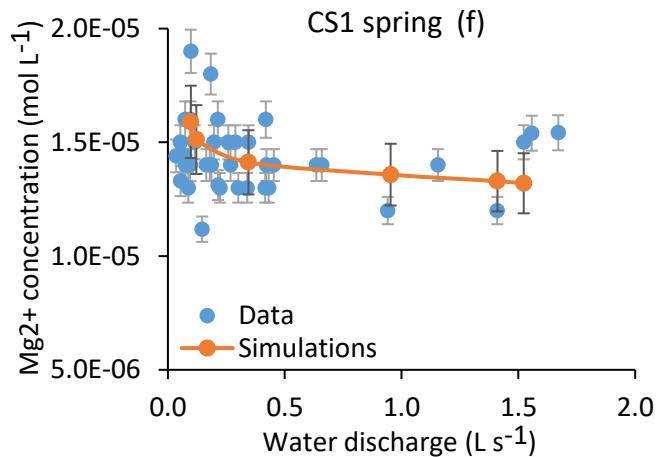 CS1 spring (f)
Mg2+ concentration (mol L⁻¹)
2.0E-05
1.5E-05
1.0E-05
5.0E-06
Data
Simulations
0.0 0.5 1.0 1.5 2.0
Water discharge (L s⁻¹)